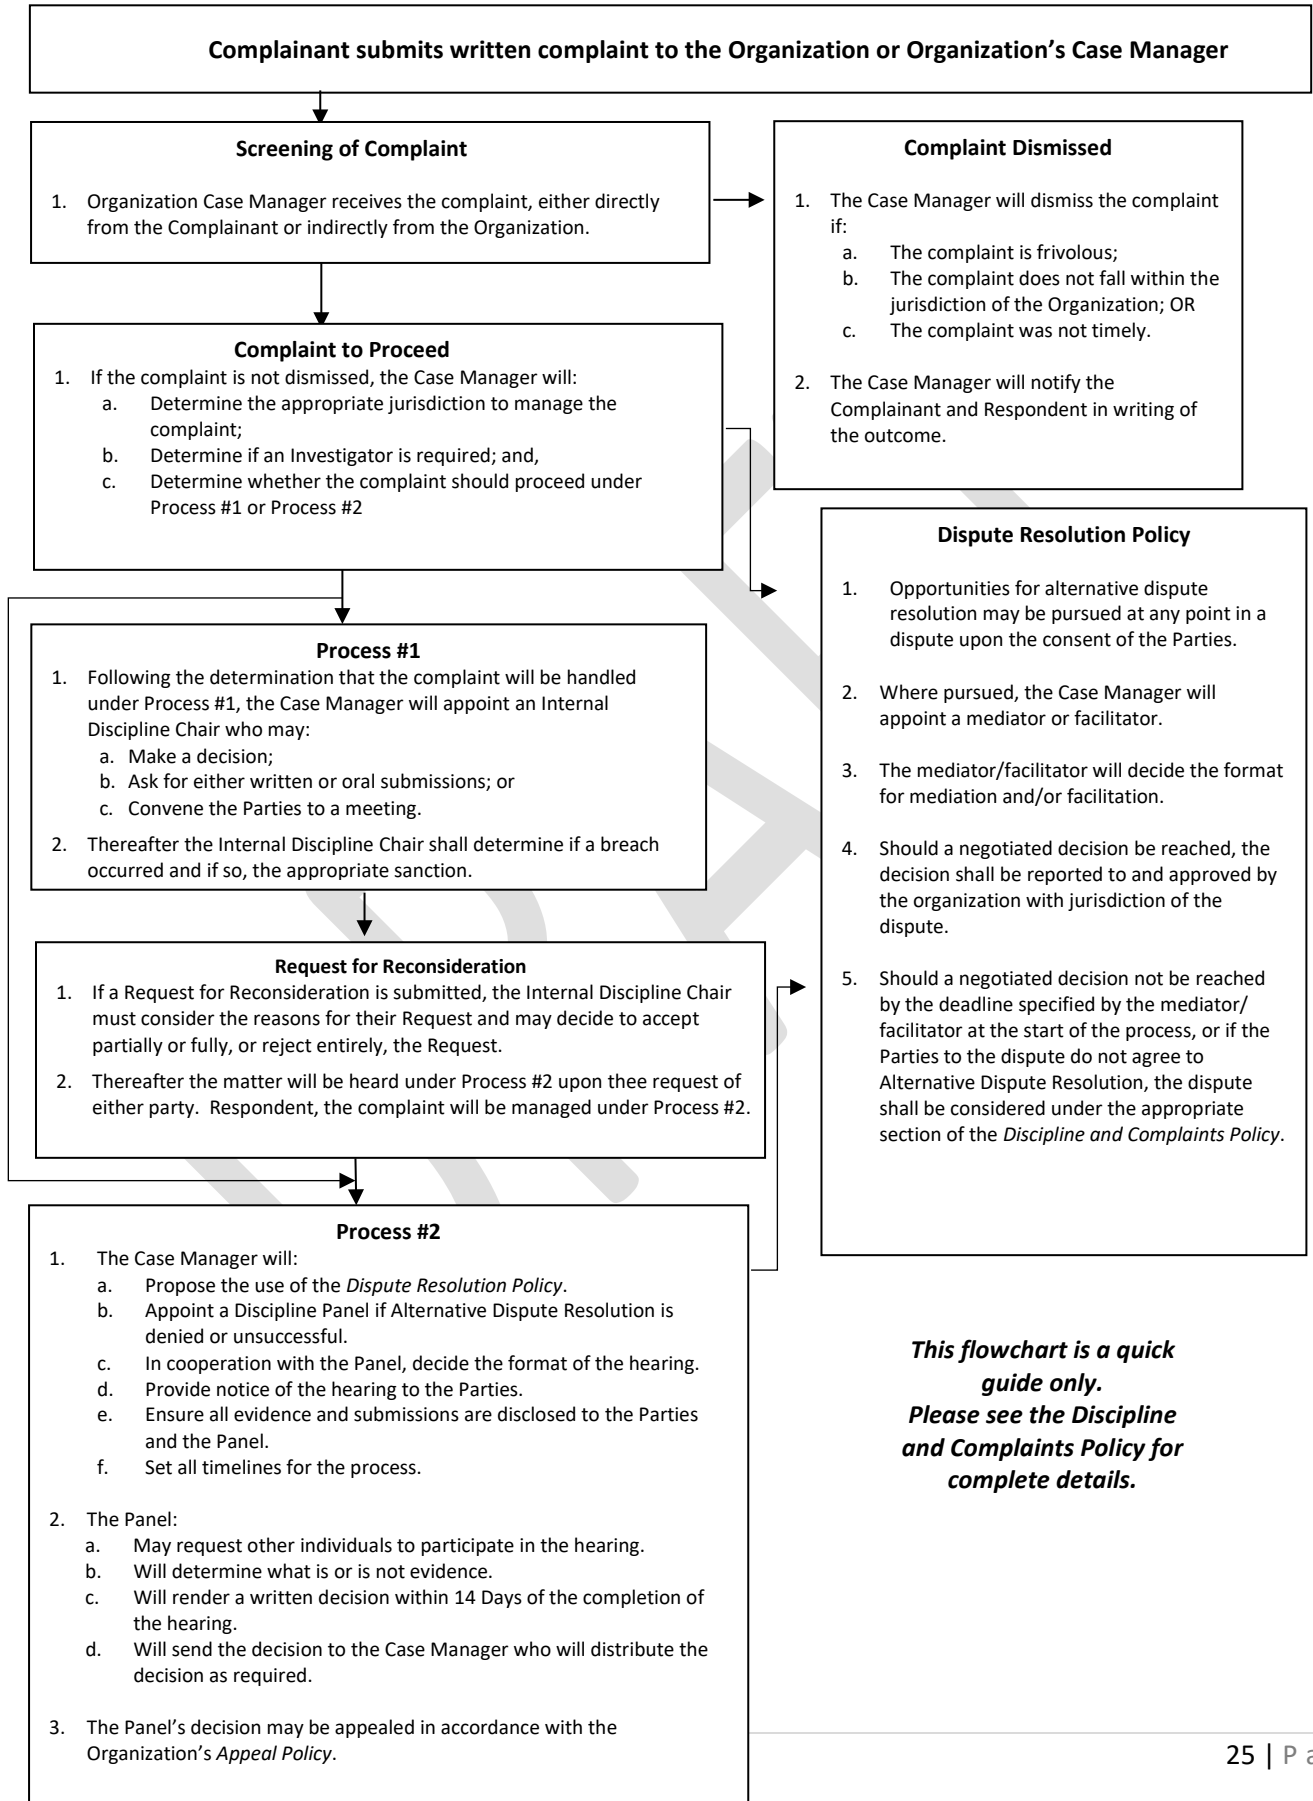 Complainant submits written complaint to the Organization or Organization's Case Manager
Screening of Complaint
1. Organization Case Manager receives the complaint, either directly
from the Complainant or indirectly from the Organization.
Complaint Dismissed
1. The Case Manager will dismiss the complaint
if:
a. The complaint is frivolous;
b. The complaint does not fall within the
jurisdiction of the Organization; OR
c. The complaint was not timely.
2. The Case Manager will notify the
Complainant and Respondent in writing of
the outcome.
Complaint to Proceed
1. If the complaint is not dismissed, the Case Manager will:
a. Determine the appropriate jurisdiction to manage the
complaint;
b. Determine if an Investigator is required; and,
c. Determine whether the complaint should proceed under
Process #1 or Process #2
Dispute Resolution Policy
1. Opportunities for alternative dispute
resolution may be pursued at any point in a
dispute upon the consent of the Parties.
2. Where pursued, the Case Manager will
appoint a mediator or facilitator.
3. The mediator/facilitator will decide the format
for mediation and/or facilitation.
4. Should a negotiated decision be reached, the
decision shall be reported to and approved by
the organization with jurisdiction of the
dispute.
5. Should a negotiated decision not be reached
by the deadline specified by the mediator/
facilitator at the start of the process, or if the
Parties to the dispute do not agree to
Alternative Dispute Resolution, the dispute
shall be considered under the appropriate
section of the Discipline and Complaints Policy.
Process #1
1. Following the determination that the complaint will be handled
under Process #1, the Case Manager will appoint an Internal
Discipline Chair who may:
a. Make a decision;
b. Ask for either written or oral submissions; or
c. Convene the Parties to a meeting.
2. Thereafter the Internal Discipline Chair shall determine if a breach
occurred and if so, the appropriate sanction.
Request for Reconsideration
1. If a Request for Reconsideration is submitted, the Internal Discipline Chair
must consider the reasons for their Request and may decide to accept
partially or fully, or reject entirely, the Request.
2. Thereafter the matter will be heard under Process #2 upon thee request of
either party. Respondent, the complaint will be managed under Process #2.
Process #2
1. The Case Manager will:
a. Propose the use of the Dispute Resolution Policy.
b. Appoint a Discipline Panel if Alternative Dispute Resolution is
denied or unsuccessful.
c. In cooperation with the Panel, decide the format of the hearing.
d. Provide notice of the hearing to the Parties.
e. Ensure all evidence and submissions are disclosed to the Parties
and the Panel.
f. Set all timelines for the process.
2. The Panel:
a. May request other individuals to participate in the hearing.
b. Will determine what is or is not evidence.
c. Will render a written decision within 14 Days of the completion of
the hearing.
d. Will send the decision to the Case Manager who will distribute the
decision as required.
3. The Panel's decision may be appealed in accordance with the
Organization's Appeal Policy.
This flowchart is a quick
guide only.
Please see the Discipline
and Complaints Policy for
complete details.
25 | P a